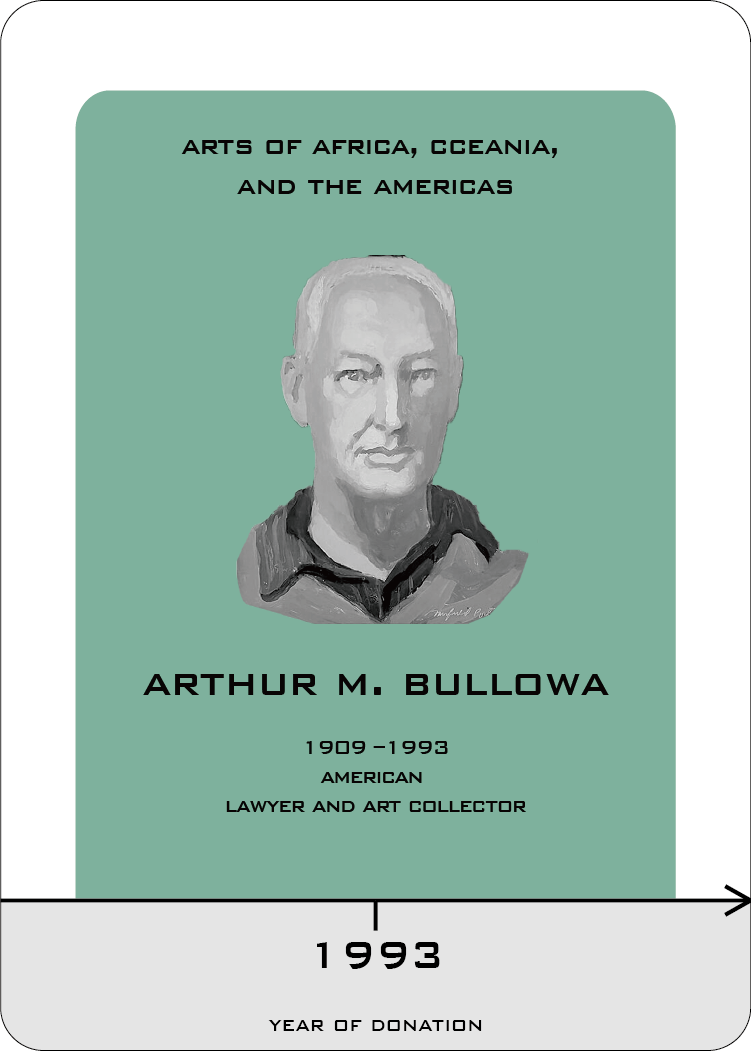 ARTS OF AFRICA, CCEANIA,
AND THE AMERICAS
ARTHUR M. BULLOWA
1909 –1993
AMERICAN
LAWYER AND ART COLLECTOR
1993
YEAR OF DONATION